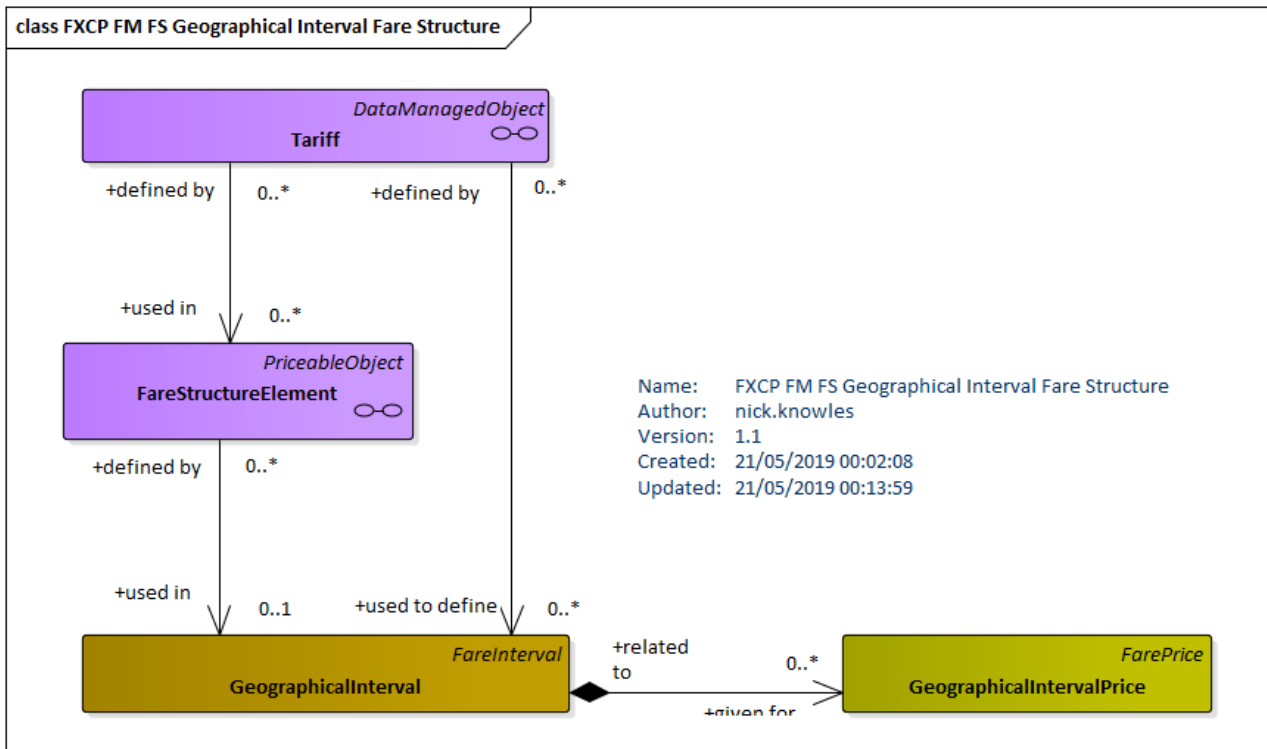 class FXCP FM FS Geographical Interval Fare Structure
DataManagedObject
Tariff
+defined by
0..*
+defined by
0..*
+used in
0..*
PriceableObject
FareStructureElement
+defined by
0..*
Name: FXCP FM FS Geographical Interval Fare Structure
Author: nick.knowles
Version: 1.1
Created: 21/05/2019 00:02:08
Updated: 21/05/2019 00:13:59
+used in
0..1
+used to define
0..*
FareInterval
GeographicalInterval
+related
to
0..*
+given for
FarePrice
GeographicalIntervalPrice